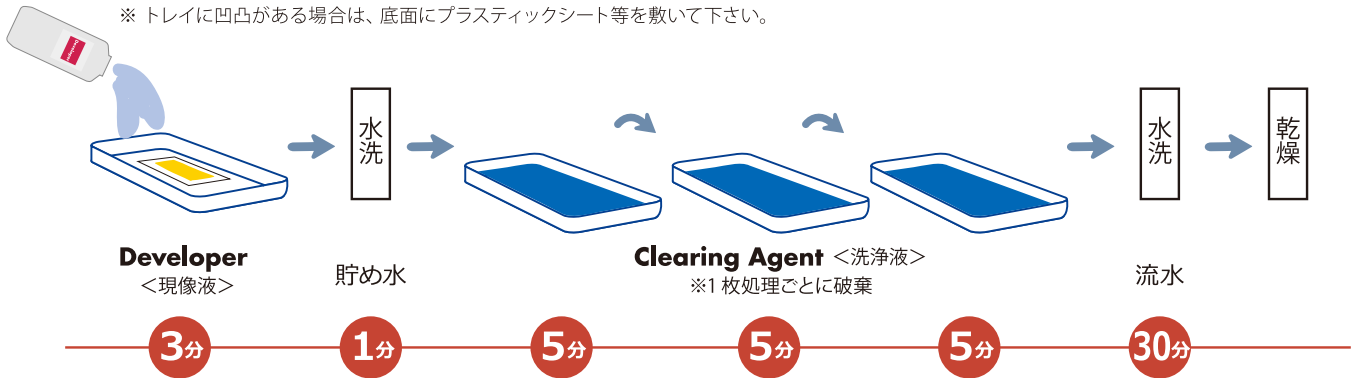 ※ トレイに凹凸がある場合は、底面にプラスティックシート等を敷いて下さい。
Developer
水洗
水洗
乾燥
Developer
<現像液>
貯め水
Clearing Agent <洗浄液>
※1枚処理ごとに破棄
流水
3分
1分
5分
5分
5分
30分